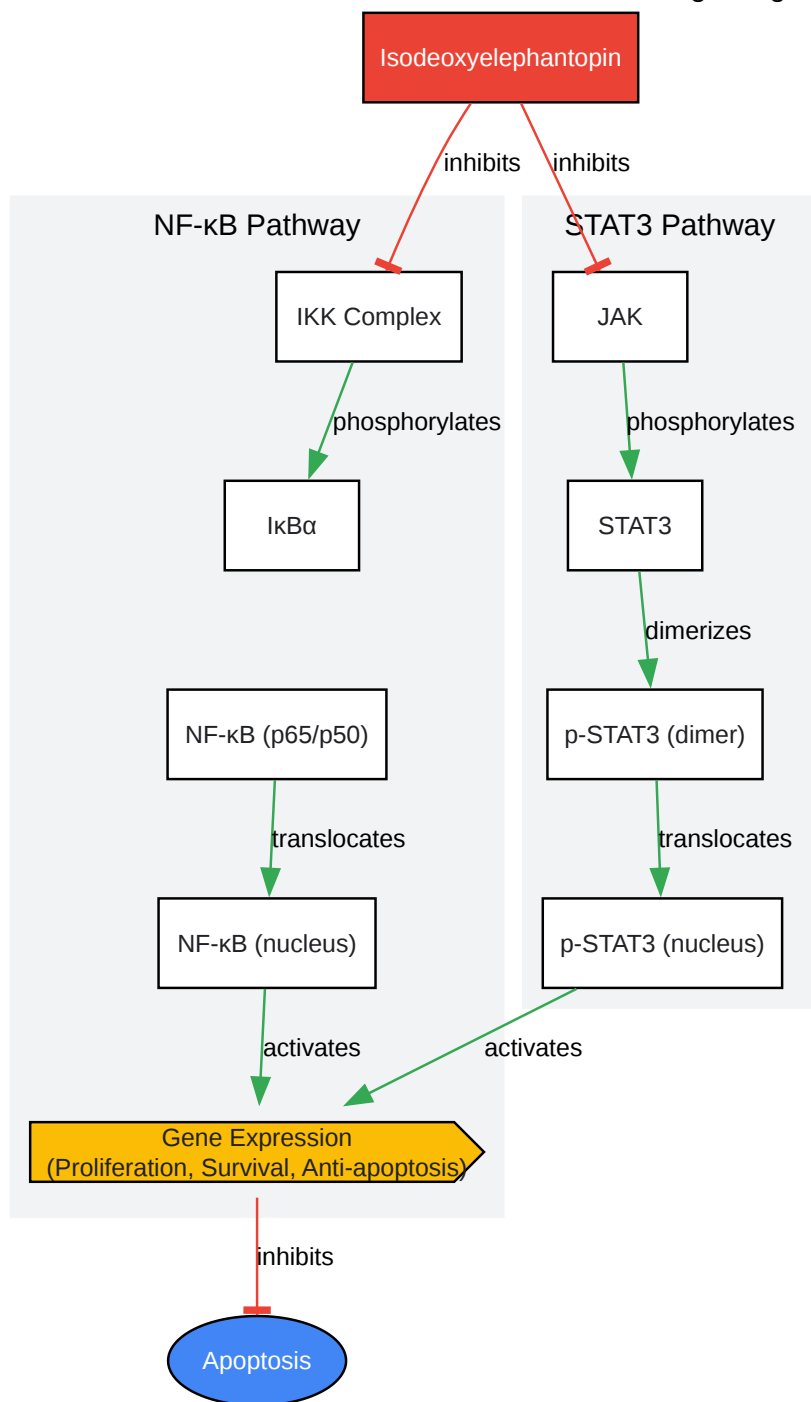 Isodeoxyelephantopin
inhibits
inhibits
NF-κB Pathway
STAT3 Pathway
IKK Complex
JAK
phosphorylates
phosphorylates
IκBα
STAT3
dimerizes
NF-κB (p65/p50)
p-STAT3 (dimer)
translocates
translocates
NF-κB (nucleus)
p-STAT3 (nucleus)
activates
activates
Gene Expression
(Proliferation, Survival, Anti-apoptosis)
inhibits
Apoptosis